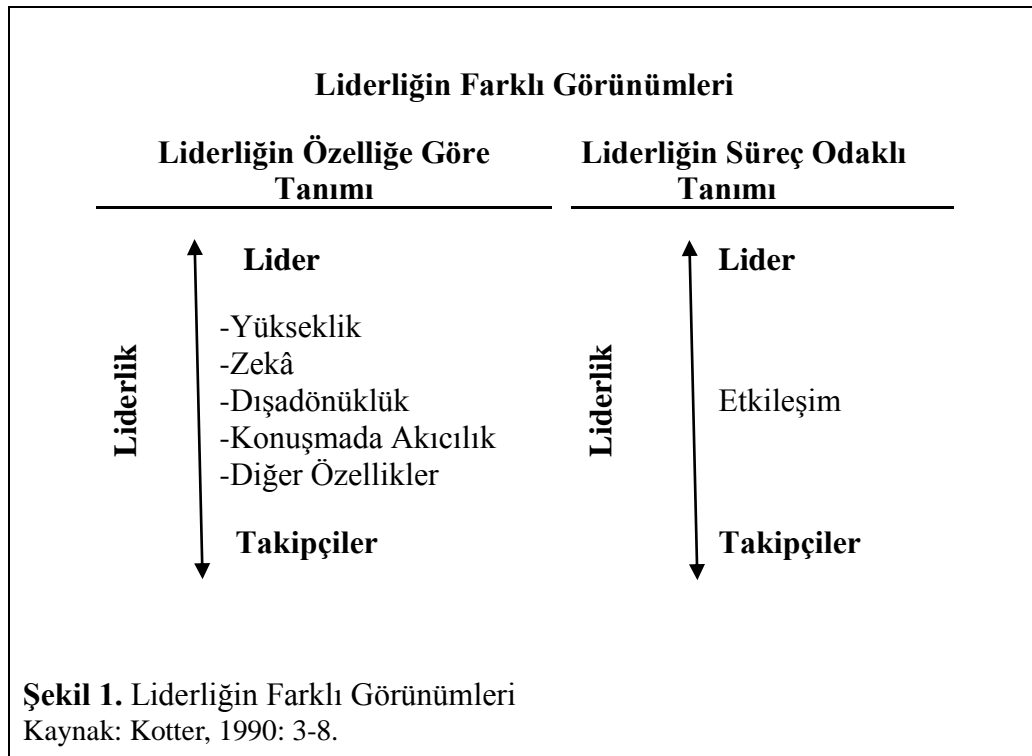 Liderliğin Farklı Görünümleri
Liderliğin Özelliğe Göre
Tanımı
Liderliğin Süreç Odaklı
Tanımı
Liderlik
Lider
-Yükseklik
-Zekâ
-Dışadönüklük
-Konuşmada Akıcılık
-Diğer Özellikler
Takipçiler
Liderlik
Lider
Etkileşim
Takipçiler
Şekil 1. Liderliğin Farklı Görünümleri
Kaynak: Kotter, 1990: 3-8.